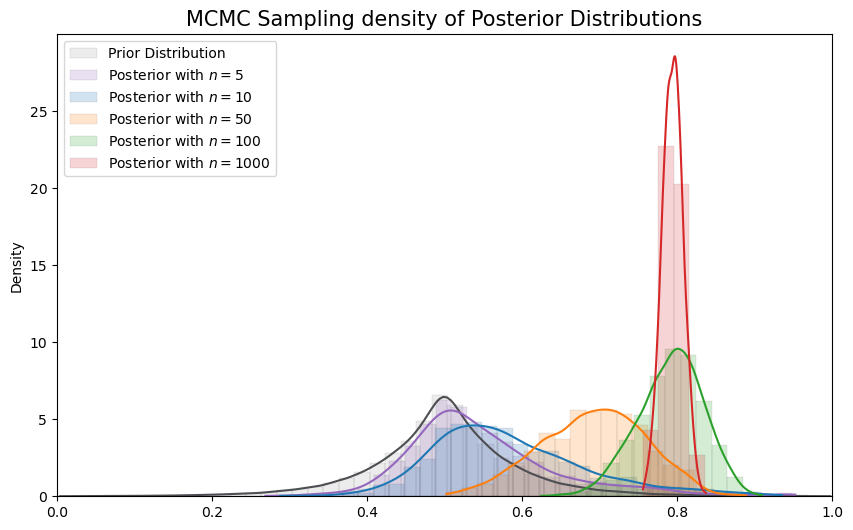 MCMC Sampling density of Posterior Distributions
Prior Distribution
Posterior with n = 5
Posterior with n = 10
Posterior with n = 50
Posterior with n = 100
Posterior with n = 1000
Density
25
20
15
10
5
0
0.0 0.2 0.4 0.6 0.8 1.0